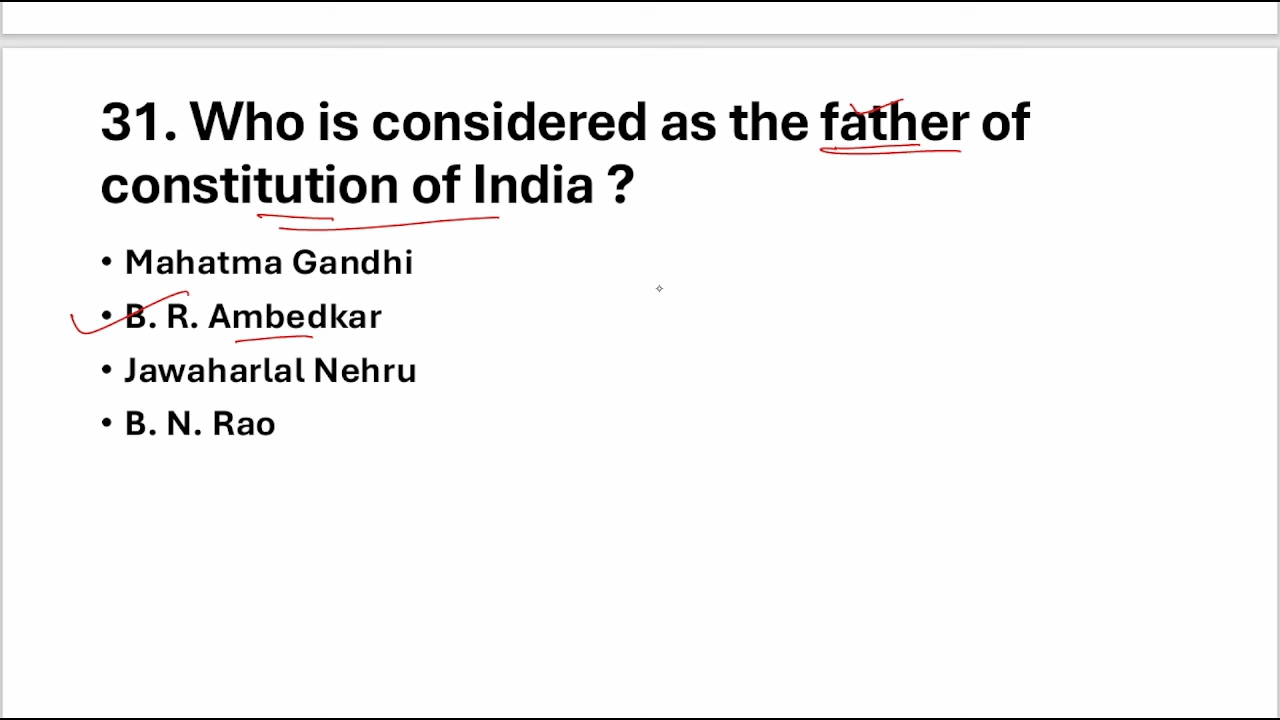 31. Who is considered as the father of
constitution of India ?
• Mahatma Gandhi
• B. R. Ambedkar
• Jawaharlal Nehru
• B. N. Rao